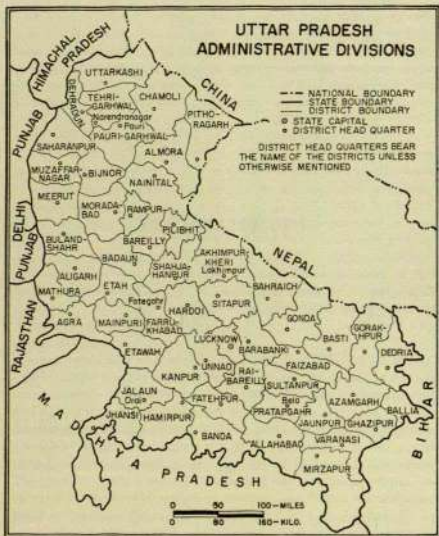 UTTAR PRADESH
ADMINISTRATIVE DIVISIONS
NATIONAL BOUNDARY
STATE BOUNDARY
DISTRICT BOUNDARY
STATE CAPITAL
DISTRICT HEAD QUARTER
DISTRICT HEAD QUARTERS BEAR
THE NAME OF THE DISTRICTS UNLESS
OTHERWISE MENTIONED
HIMACHAL PRADESH
CHINA
PUNJAB
DELHI
PUNJAB
RAJASTHAN
NEPAL
BIHAR
MADHYA PRADESH
UTTARKASHI
DEHRADUN
TEHRI-
GARHWAL
CHAMOLI
Narendranagar
Pauri
PAURI-GARHWAL
PITHO-
RAGARH
SAHARANPUR
ALMORA
MUZAFFAR-
NAGAR
BIJNOR
NAINITAL
MEERUT
MORADA-
BAD
RAMPUR
PILIBHIT
BULAND-
SHAHR
BAREILLY
BADAUN
SHAHJA-
HANPUR
LAKHIMPUR-
KHERI
Lakhimpur
BAHRAICH
ALIGARH
MATHURA
ETAH
Fategahr
HARDOI
SITAPUR
GONDA
AGRA
MAINPURI
FARRU-
KHABAD
LUCKNOW
BARABANKI
BASTI
GORAK-
HPUR
DEDRIA
ETAWAH
KANPUR
UNNAO
RAI-
BAREILLY
FAIZABAD
SULTANPUR
AZAMGARH
JALAUN
Orai
FATEHPUR
Bela
PRATAPGAHR
JAUNPUR
GHAZIPUR
BALLIA
JHANSI
HAMIRPUR
BANDA
ALLAHABAD
VARANASI
MIRZAPUR
0 50 100-MILES
0 80 160-KILO.